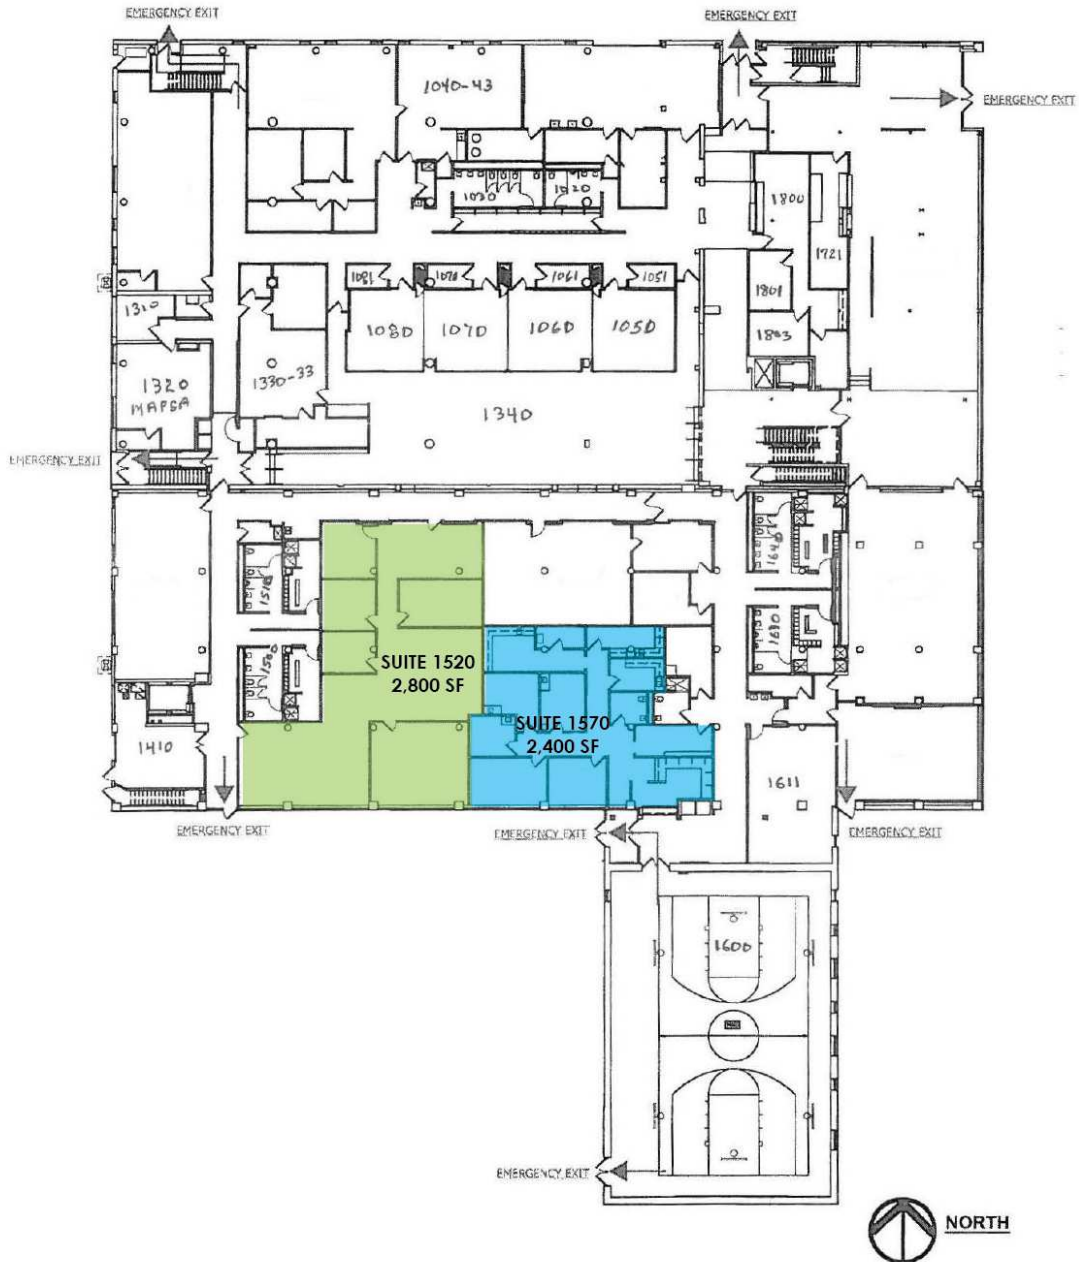 EMERGENCY EXIT
EMERGENCY EXIT
1040-43
EMERGENCY EXIT
1030
1020
1800
1721
1081
1071
1061
1051
1801
1310
1080
1070
1060
1050
1803
1320
MAPSA
1330-33
1340
EMERGENCY EXIT
1510
1640
1500
1630
SUITE 1520
2,800 SF
SUITE 1570
2,400 SF
1410
1611
EMERGENCY EXIT
EMERGENCY EXIT
EMERGENCY EXIT
1600
EMERGENCY EXIT
NORTH